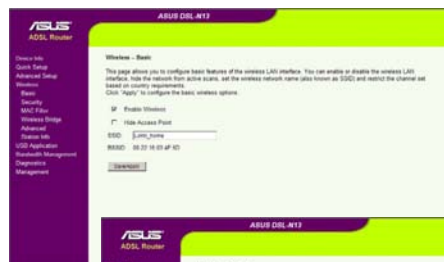 ASUS DSL-N13
ASUS
ADSL Router
Device Info
Quick Setup
Advanced Setup
Wireless
Basic
Security
MAC Filter
Wireless Bridge
Advanced
Station Info
USB Application
Bandwidth Management
Diagnostics
Management
Wireless -- Basic
This page allows you to configure basic features of the wireless LAN interface. You can enable or disable the wireless LAN
interface, hide the network from active scans, set the wireless network name (also known as SSID) and restrict the channel set
based on country requirements.
Click "Apply" to configure the basic wireless options.
Enable Wireless
Hide Access Point
SSID:
BSSID:
Save/Apply
ASUS DSL-N13
ASUS
ADSL Router